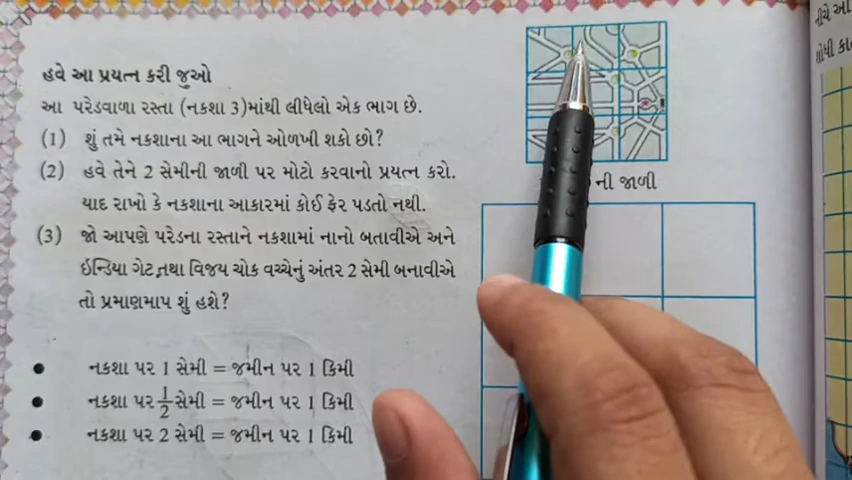 હવે આ પ્રયત્ન કરી જુઓ
આ પરેડવાળા રસ્તા (નકશા 3)માંથી લીધેલો એક ભાગ છે.
(1) શું તમે નકશાના આ ભાગને ઓળખી શકો છો?
(2) હવે તેને 2 સેમીની જાળી પર મોટો કરવાનો પ્રયત્ન કરો.
યાદ રાખો કે નકશાના આકારમાં કોઈ ફેર પડતો નથી.
(3) જો આપણે પરેડના રસ્તાને નકશામાં નાનો બતાવીએ અને
ઇન્ડિયા ગેટ તથા વિજય ચોક વચ્ચેનું અંતર 2 સેમી બનાવીએ
તો પ્રમાણમાપ શું હશે?
• નકશા પર 1 સેમી = જમીન પર 1 કિમી
• નકશા પર 1/2 સેમી = જમીન પર 1 કિમી
• નકશા પર 2 સેમી = જમીન પર 1 કિમી
ની જાળી